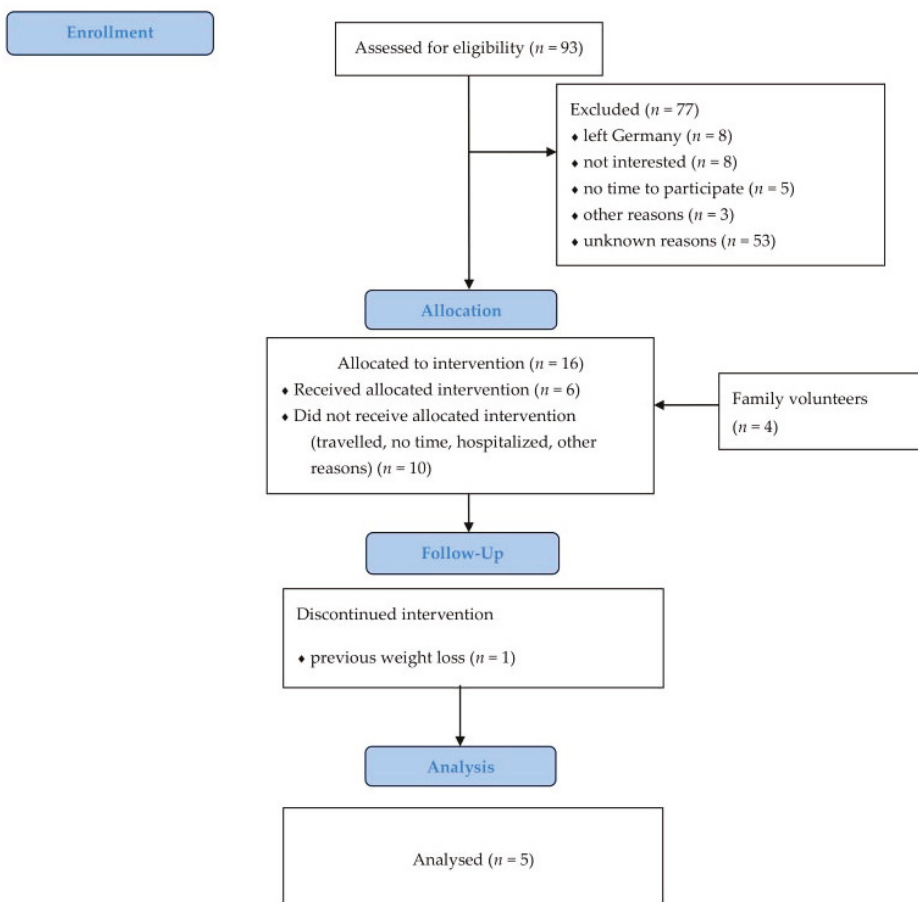 Enrollment
Assessed for eligibility (n = 93)
Excluded (n = 77)
♦ left Germany (n = 8)
♦ not interested (n = 8)
♦ no time to participate (n = 5)
♦ other reasons (n = 3)
♦ unknown reasons (n = 53)
Allocation
Allocated to intervention (n = 16)
♦ Received allocated intervention (n = 6)
♦ Did not receive allocated intervention
(travelled, no time, hospitalized, other
reasons) (n = 10)
Family volunteers
(n = 4)
Follow-Up
Discontinued intervention
♦ previous weight loss (n = 1)
Analysis
Analysed (n = 5)